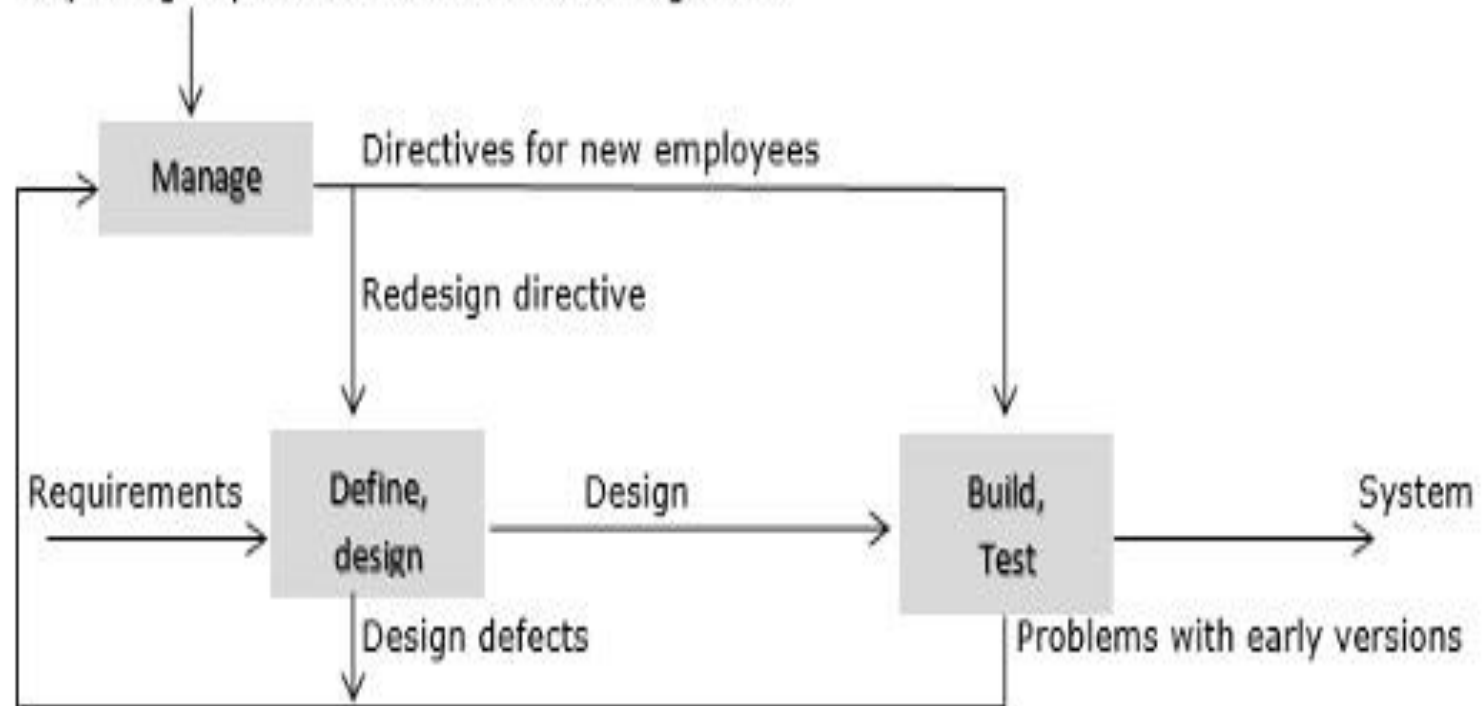 Manage
Directives for new employees
Redesign directive
Requirements
Define,
design
Design
Build,
Test
System
Design defects
Problems with early versions